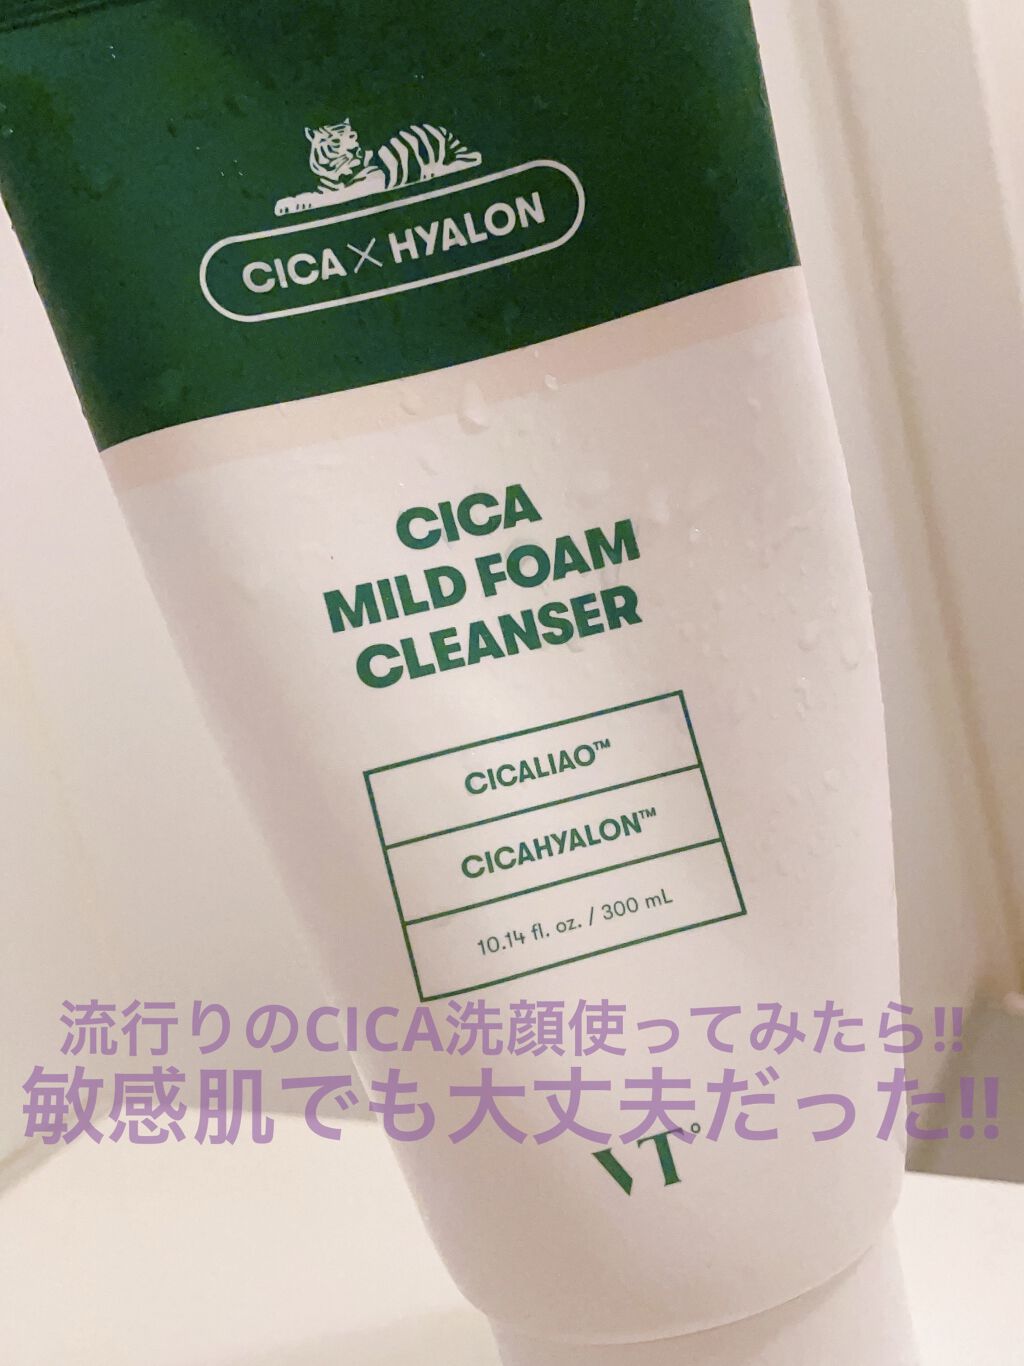 CICA×HYALON
CICA
MILD FOAM
CLEANSER
CICALIAO™
CICAHYALON™
10.14 fl. oz. / 300 mL
流行りのCICA洗顔使ってみたら!!
敏感肌でも大丈夫だった!!
VT°